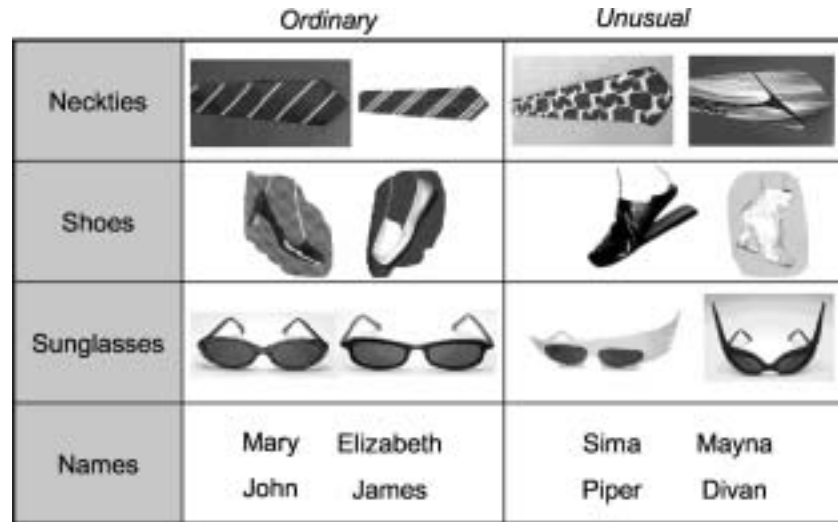 Ordinary Unusual
Neckties
Shoes
Sunglasses
Names
Mary Elizabeth Sima Mayna
John James Piper Divan